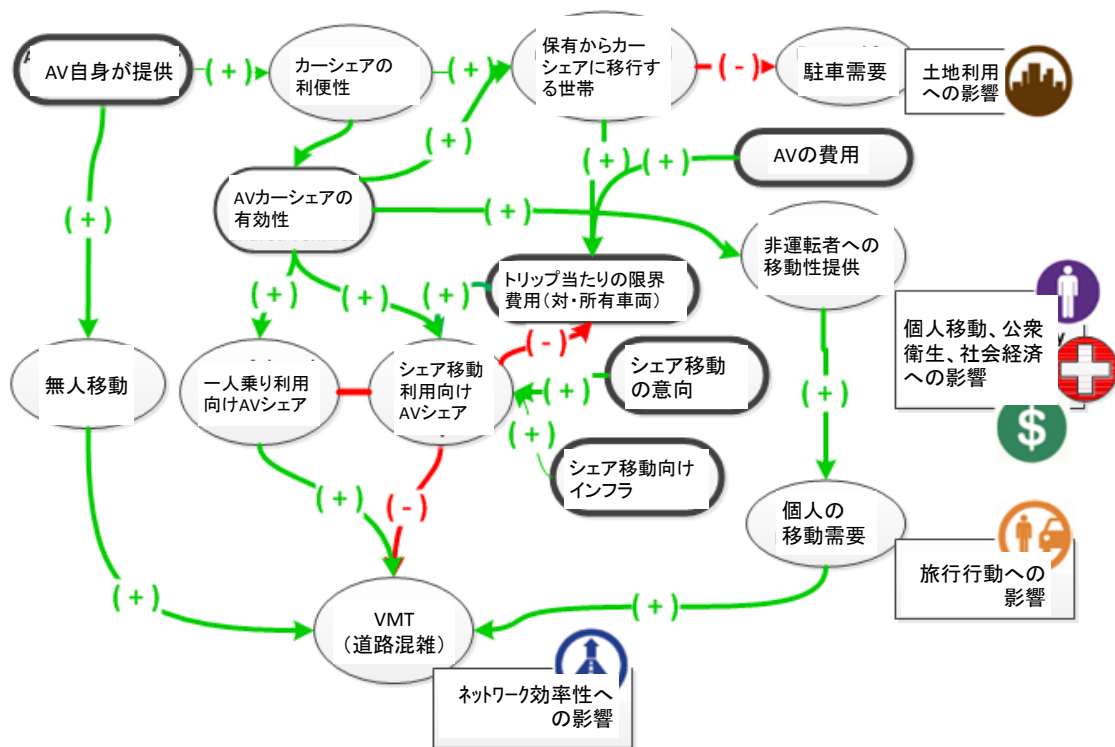 AV自身が提供
(+)
カーシェアの
利便性
(+)
保有からカー
シェアに移行す
る世帯
(-)
駐車需要
土地利用
への影響
(+)
(+)
(+)
AVの費用
AVカーシェアの
有効性
(+)
(+)
非運転者への
移動性提供
トリップ当たりの限界
費用(対・所有車両)
(+)
(+)
(+)
(-)
個人移動、公衆
衛生、社会経済
への影響
y
$
無人移動
一人乗り利用
向けAVシェア
シェア移動
利用向け
AVシェア
シェア移動
の意向
(+)
(+)
(+)
シェア移動向け
インフラ
(+)
(-)
個人の
移動需要
旅行行動への
影響
(+)
(+)
VMT
(道路混雑)
ネットワーク効率性へ
の影響